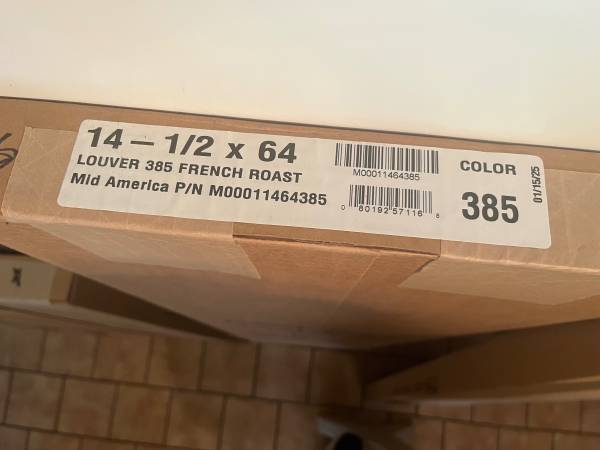 14 – 1/2 x 64
LOUVER 385 FRENCH ROAST
Mid America P/N M00011464385
M00011464385
0 60192 57116 8
COLOR
385
01/15/25